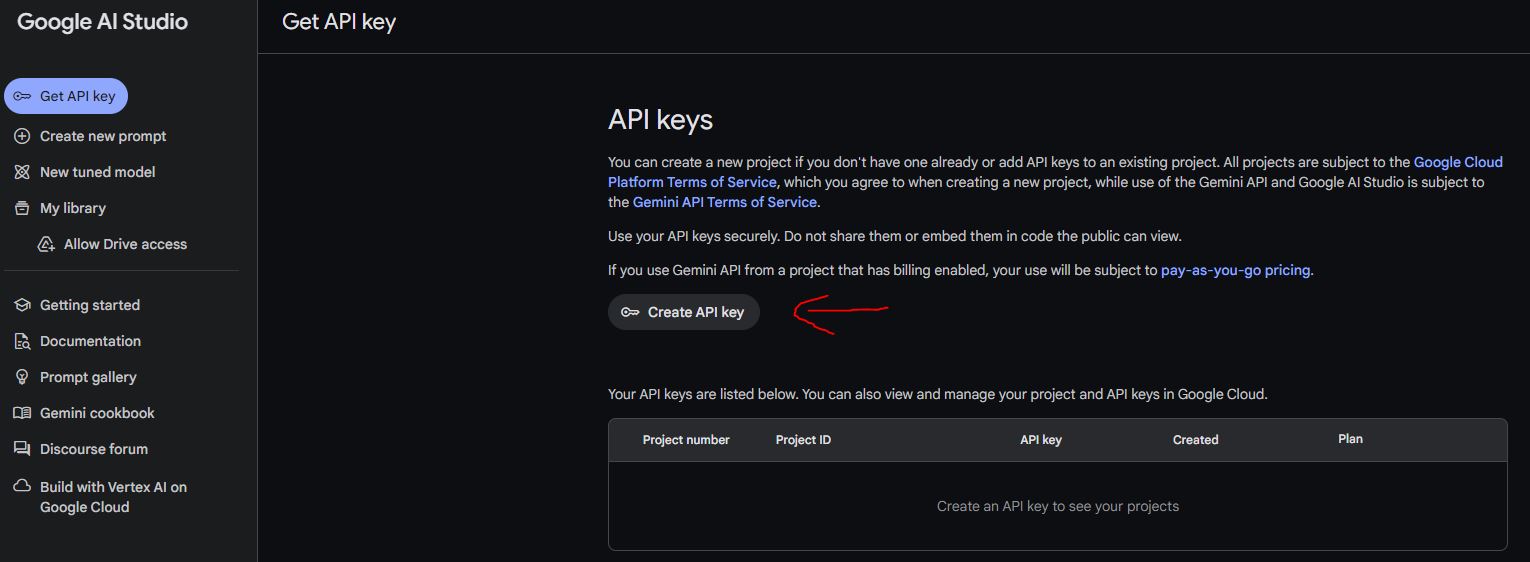 Google AI Studio
Get API key
Create new prompt
New tuned model
My library
Allow Drive access
Getting started
Documentation
Prompt gallery
Gemini cookbook
Discourse forum
Build with Vertex AI on
Google Cloud
Get API key
API keys
You can create a new project if you don't have one already or add API keys to an existing project. All projects are subject to the Google Cloud
Platform Terms of Service, which you agree to when creating a new project, while use of the Gemini API and Google AI Studio is subject to
the Gemini API Terms of Service.
Use your API keys securely. Do not share them or embed them in code the public can view.
If you use Gemini API from a project that has billing enabled, your use will be subject to pay-as-you-go pricing.
Create API key
Your API keys are listed below. You can also view and manage your project and API keys in Google Cloud.
Project number Project ID API key Created Plan
Create an API key to see your projects